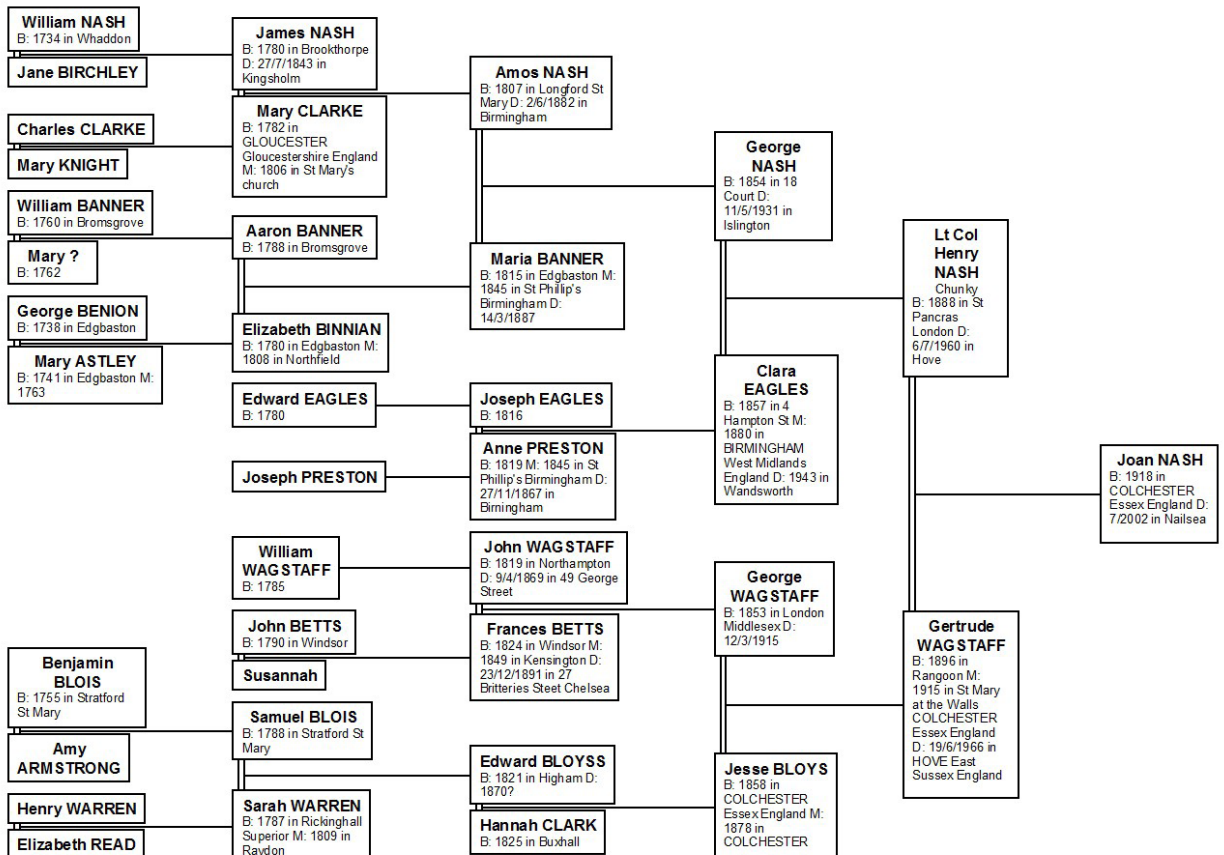 William NASH
B: 1734 in Whaddon
Jane BIRCHLEY
Charles CLARKE
Mary KNIGHT
William BANNER
B: 1760 in Bromsgrove
Mary ?
B: 1762
George BENION
B: 1738 in Edgbaston
Mary ASTLEY
B: 1741 in Edgbaston M:
1763
Benjamin
BLOIS
B: 1755 in Stratford
St Mary
Amy
ARMSTRONG
Henry WARREN
Elizabeth READ
James NASH
B: 1780 in Brookthorpe
D: 27/7/1843 in
Kingsholm
Mary CLARKE
B: 1782 in
GLOUCESTER
Gloucestershire England
M: 1806 in St Mary's
church
Aaron BANNER
B: 1788 in Bromsgrove
Elizabeth BINNIAN
B: 1780 in Edgbaston M:
1808 in Northfield
Edward EAGLES
B: 1780
Joseph PRESTON
William
WAGSTAFF
B: 1785
John BETTS
B: 1790 in Windsor
Susannah
Samuel BLOIS
B: 1788 in Stratford St
Mary
Sarah WARREN
B: 1787 in Rickinghall
Superior M: 1809 in
Raydon
Amos NASH
B: 1807 in Longford St
Mary D: 2/6/1882 in
Birmingham
Maria BANNER
B: 1815 in Edgbaston M:
1845 in St Phillip's
Birmingham D:
14/3/1887
Joseph EAGLES
B: 1816
Anne PRESTON
B: 1819 M: 1845 in St
Phillip's Birmingham D:
27/11/1867 in
Birningham
John WAGSTAFF
B: 1819 in Northampton
D: 9/4/1869 in 49 George
Street
Frances BETTS
B: 1824 in Windsor M:
1849 in Kensington D:
23/12/1891 in 27
Britteries Steet Chelsea
Edward BLOYSS
B: 1821 in Higham D:
1870?
Hannah CLARK
B: 1825 in Buxhall
George
NASH
B: 1854 in 18
Court D:
11/5/1931 in
Islington
Clara
EAGLES
B: 1857 in 4
Hampton St M:
1880 in
BIRMINGHAM
West Midlands
England D: 1943 in
Wandsworth
George
WAGSTAFF
B: 1853 in London
Middlesex D:
12/3/1915
Jesse BLOYS
B: 1858 in
COLCHESTER
Essex England M:
1878 in
COLCHESTER
Lt Col
Henry
NASH
Chunky
B: 1888 in St
Pancras
London D:
6/7/1960 in
Hove
Gertrude
WAGSTAFF
B: 1896 in
Rangoon M:
1915 in St Mary
at the Walls
COLCHESTER
Essex England
D: 19/6/1966 in
HOVE East
Sussex England
Joan NASH
B: 1918 in
COLCHESTER
Essex England D:
7/2002 in Nailsea